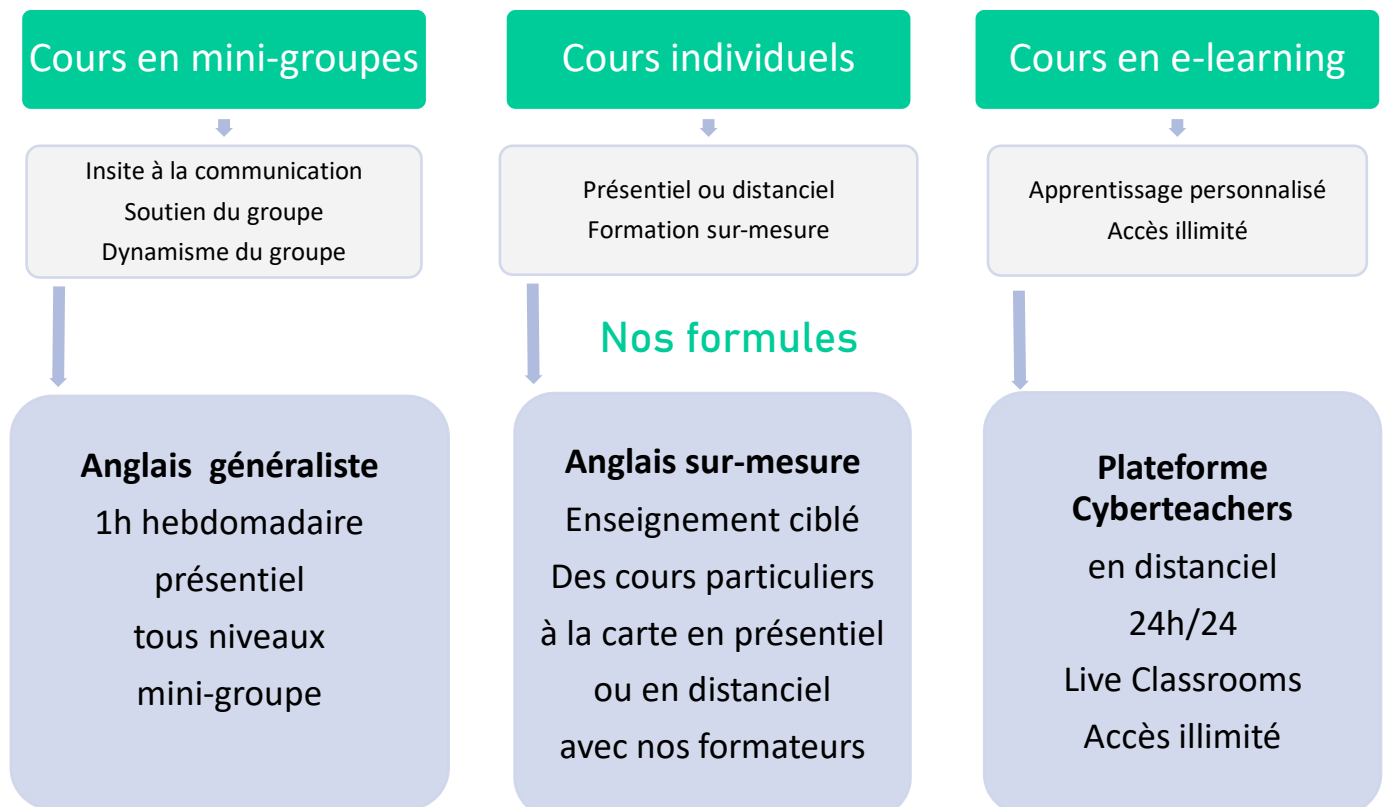 Cours en mini-groupes
Insite à la communication
Soutien du groupe
Dynamisme du groupe
Cours individuels
Présentiel ou distanciel
Formation sur-mesure
Cours en e-learning
Apprentissage personnalisé
Accès illimité
Nos formules
Anglais généraliste
1h hebdomadaire
présentiel
tous niveaux
mini-groupe
Anglais sur-mesure
Enseignement ciblé
Des cours particuliers
à la carte en présentiel
ou en distanciel
avec nos formateurs
Plateforme
Cyberteachers
en distanciel
24h/24
Live Classrooms
Accès illimité